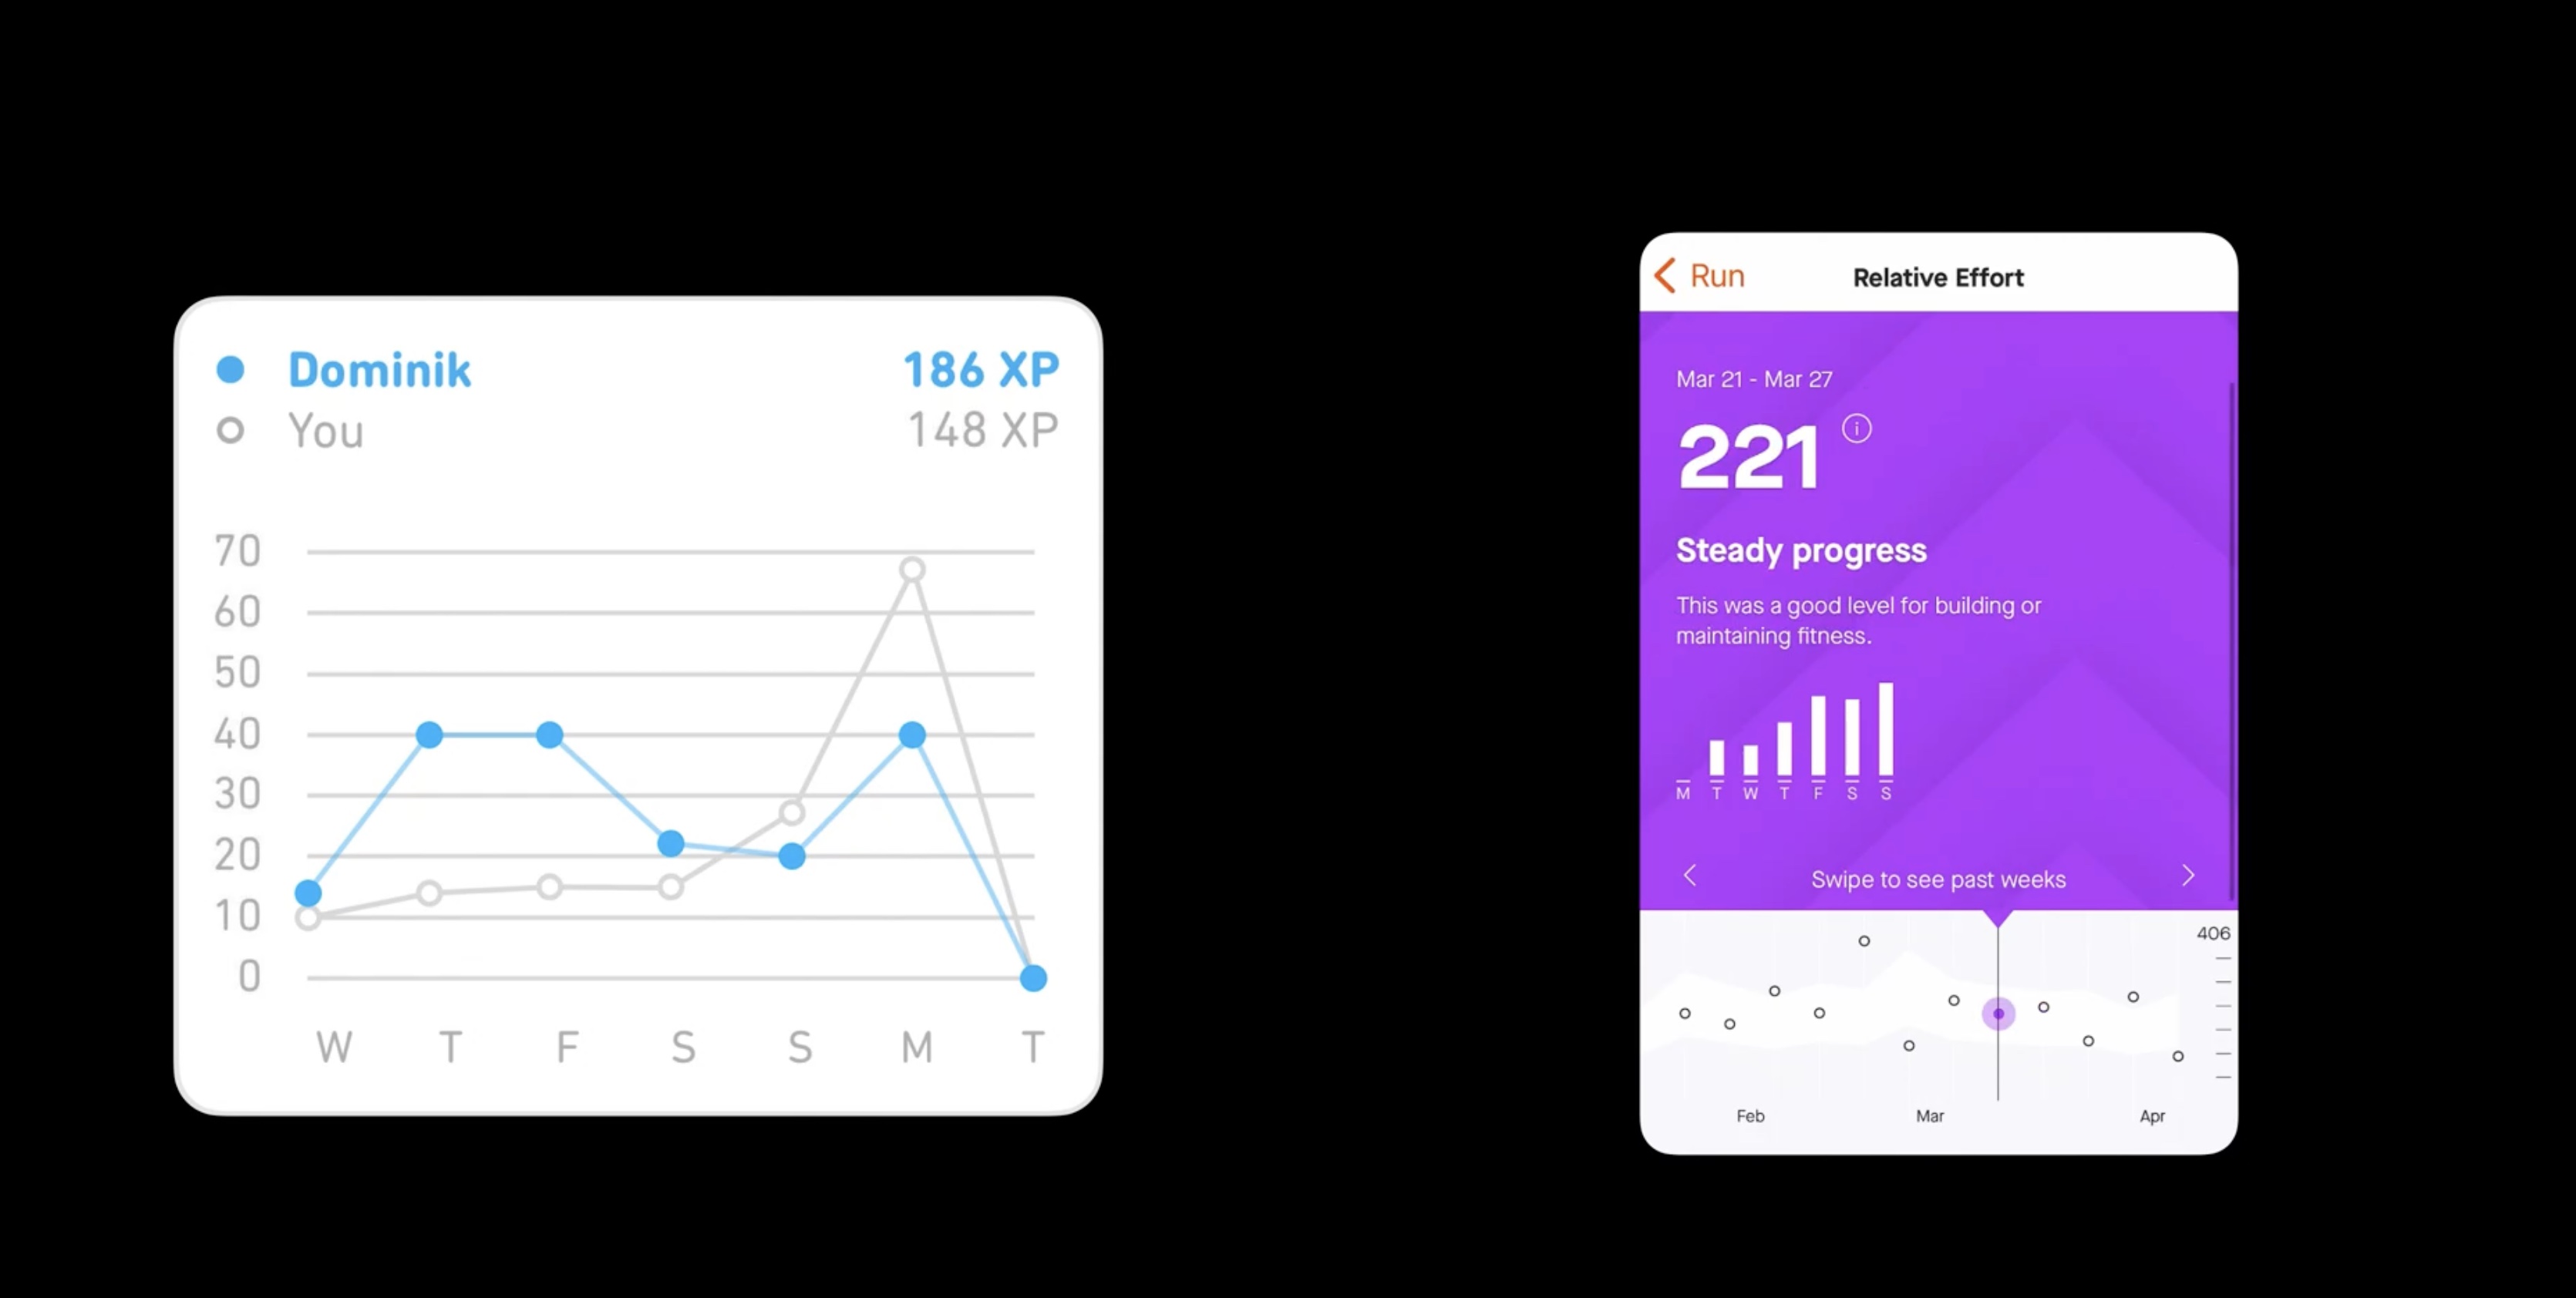 Dominik 186 XP
You 148 XP
70
60
50
40
30
20
10
0
W T F S S M T
Run Relative Effort
Mar 21 - Mar 27
221 i
Steady progress
This was a good level for building or
maintaining fitness.
M T W T F S S
Swipe to see past weeks
406
Feb Mar Apr